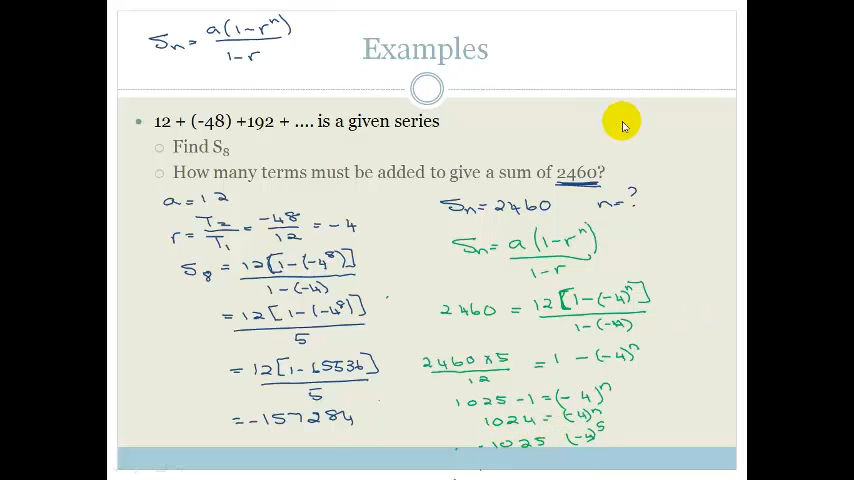 Sn = a(1-r^n)
1-r
Examples
12 + (-48) +192 + .... is a given series
Find S8
How many terms must be added to give a sum of 2460?
a = 12
r = T2/T1 = -48/12 = -4
S8 = 12[1-(-4^8)]
1-(-4)
= 12[1-(-4^8)]
5
= 12[1-65536]
5
= -157284
Sn = 2460 n = ?
Sn = a(1-r^n)
1-r
2460 = 12[1-(-4)^n]
1-(-4)
2460 x 5 = 1 - (-4)^n
12
1025 - 1 = (-4)^n
1024 = (-4)^n
-1025 (-4)^5